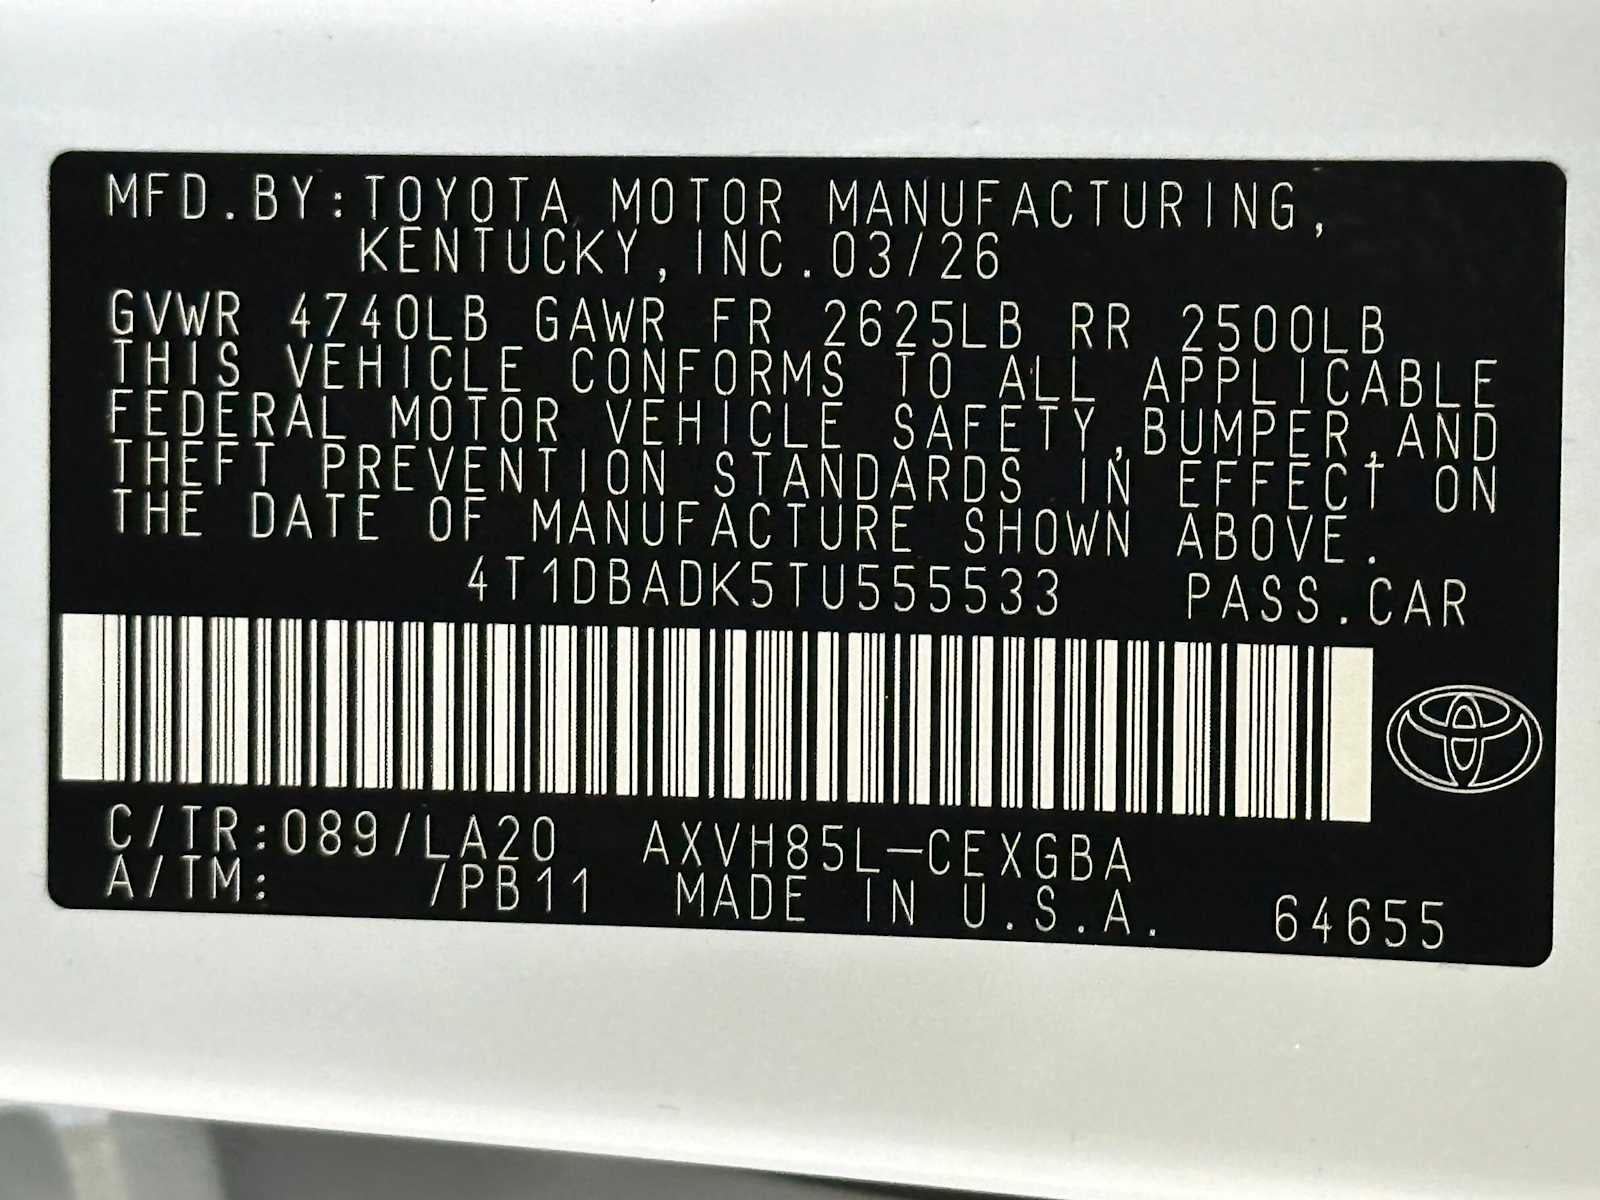 MFD.BY:TOYOTA MOTOR MANUFACTURING,
KENTUCKY,INC.03/26
GVWR 4740LB GAWR FR 2625LB RR 2500LB
THIS VEHICLE CONFORMS TO ALL APPLICABLE
FEDERAL MOTOR VEHICLE SAFETY,BUMPER,AND
THEFT PREVENTION STANDARDS IN EFFECT ON
THE DATE OF MANUFACTURE SHOWN ABOVE.
4T1DBADK5TU555533 PASS.CAR
C/TR:089/LA20 AXVH85L-CEXGBA
A/TM: /PB11 MADE IN U.S.A. 64655